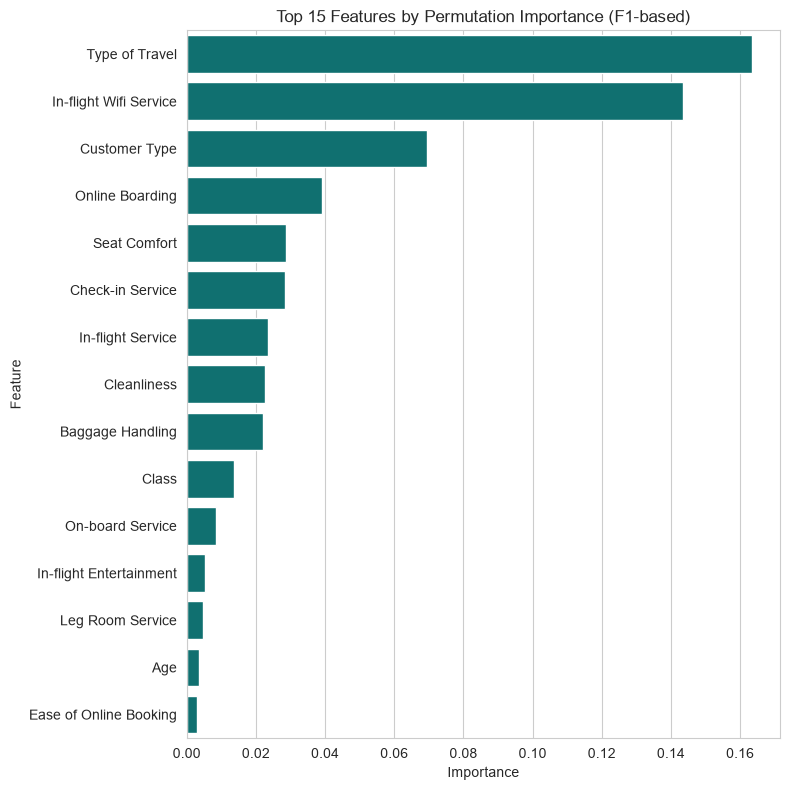 Top 15 Features by Permutation Importance (F1-based)
Feature
Type of Travel
In-flight Wifi Service
Customer Type
Online Boarding
Seat Comfort
Check-in Service
In-flight Service
Cleanliness
Baggage Handling
Class
On-board Service
In-flight Entertainment
Leg Room Service
Age
Ease of Online Booking
0.00 0.02 0.04 0.06 0.08 0.10 0.12 0.14 0.16
Importance